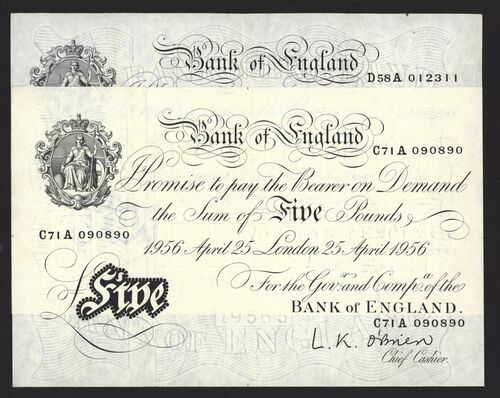 Bank of England
D58A 012311
Bank of England
C71A 090890
Promise to pay the Bearer on Demand
the Sum of Five Pounds
C71A 090890
1956 April 25 London 25 April 1956
For the Govr. and Compa. of the
£Five
BANK of ENGLAND.
C71A 090890
L.K. O'Brien
Chief Cashier.